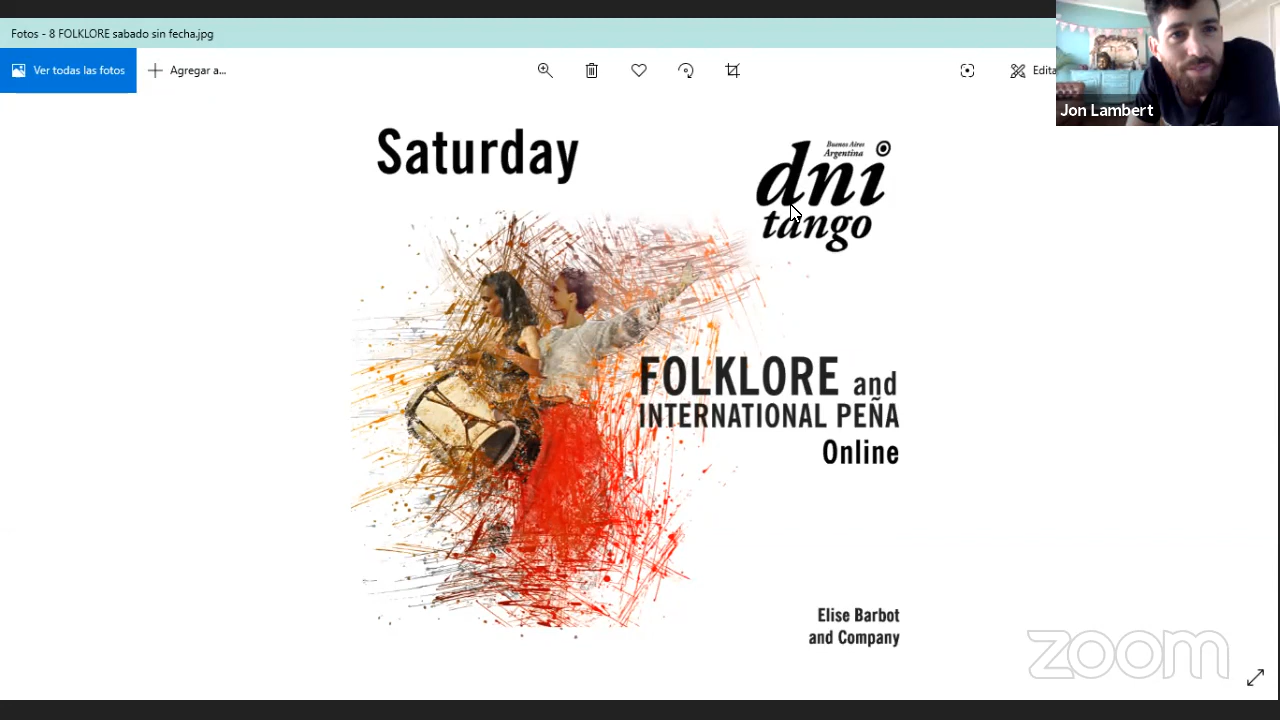 Fotos - 8 FOLKLORE sabado sin fecha.jpg
Ver todas las fotos
Agregar a...
Edita
Jon Lambert
Saturday
Buenos Aires
Argentina
dni
tango
FOLKLORE and
INTERNATIONAL PEÑA
Online
Elise Barbot
and Company
zoom